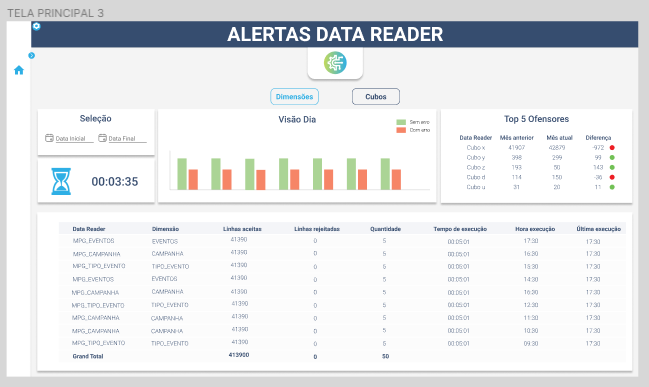 TELA PRINCIPAL 3
ALERTAS DATA READER
Dimensões Cubos
Seleção
Data Inicial Data Final
00:03:35
Visão Dia
Sem erro
Com erro
Top 5 Ofensores
Data Reader Mês anterior Mês atual Diferença
Cubo x 41907 42879 -972
Cubo y 398 299 99
Cubo z 193 50 143
Cubo d 114 150 -36
Cubo u 31 20 11
Data Reader Dimensão Linhas aceitas Linhas rejeitadas Quantidade Tempo de execução Hora execução Última execução
MPG_EVENTOS EVENTOS 41390 0 5 00:05:01 17:30 17:30
MPG_CAMPANHA CAMPANHA 41390 0 5 00:05:01 16:30 17:30
MPG_TIPO_EVENTO TIPO_EVENTO 41390 0 5 00:05:01 15:30 17:30
MPG_EVENTOS EVENTOS 41390 0 5 00:05:01 14:30 17:30
MPG_CAMPANHA CAMPANHA 41390 0 5 00:05:01 16:30 17:30
MPG_TIPO_EVENTO TIPO_EVENTO 41390 0 5 00:05:01 12:30 17:30
MPG_CAMPANHA CAMPANHA 41390 0 5 00:05:01 11:30 17:30
MPG_CAMPANHA CAMPANHA 41390 0 5 00:05:01 10:30 17:30
MPG_TIPO_EVENTO TIPO_EVENTO 41390 0 5 00:05:01 09:30 17:30
Grand Total 413900 0 50